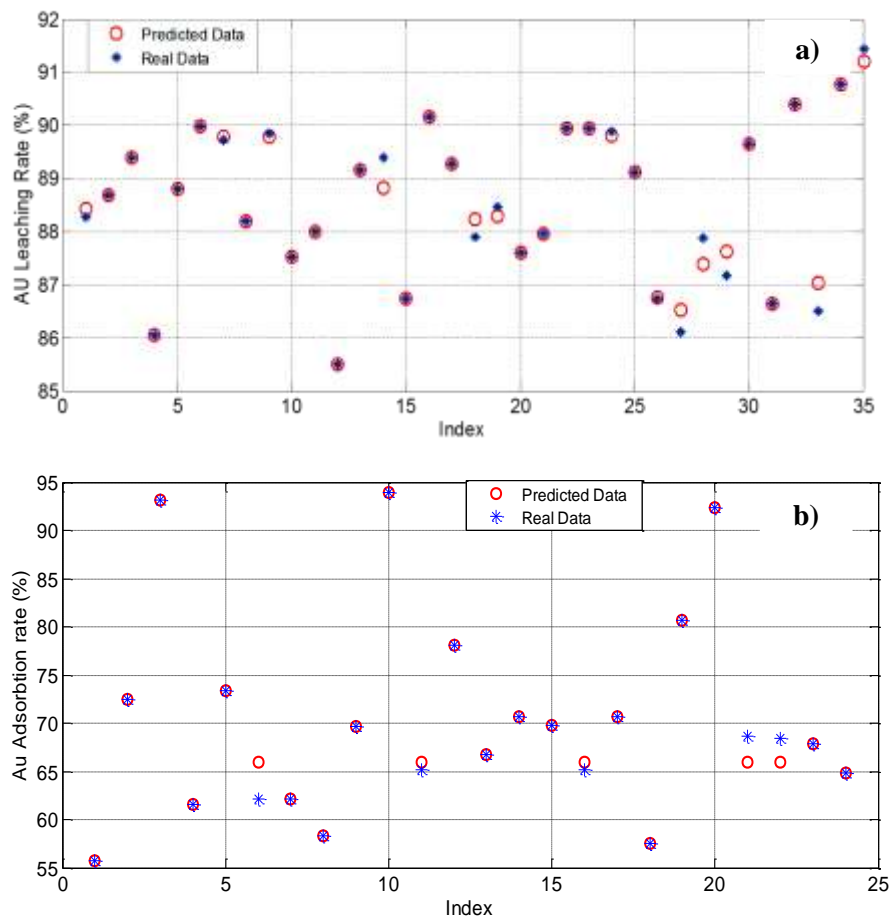 92
Predicted Data
Real Data
a)
91
90
89
88
87
86
85
AU Leaching Rate (%)
0 5 10 15 20 25 30 35
Index
95
Predicted Data
Real Data
b)
90
85
80
75
70
65
60
55
Au Adsorbtion rate (%)
0 5 10 15 20 25
Index